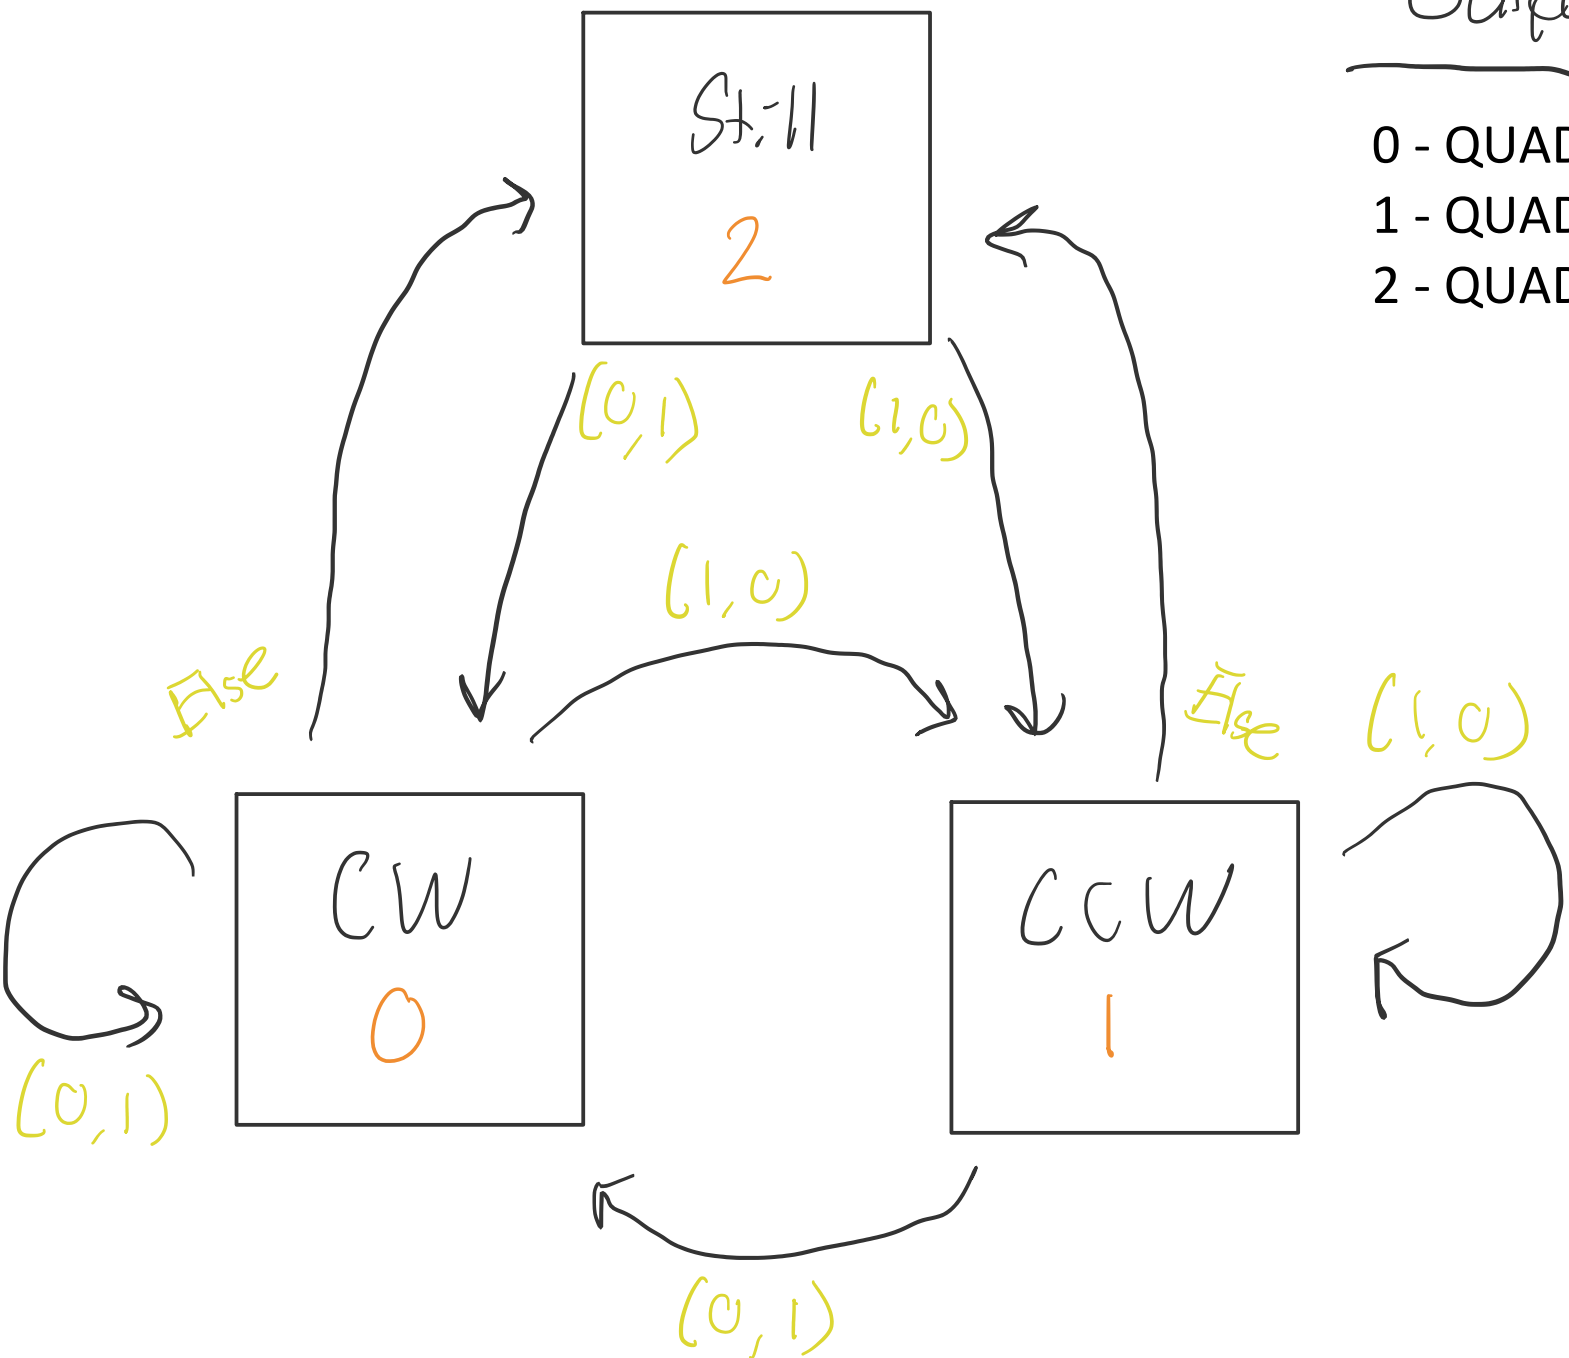 Still
2
0 - QUAD
1 - QUAD
2 - QUAD
(0,1)
(1,0)
(1,0)
Else
Else
(1,0)
CW
0
CCW
1
(0,1)
(0,1)